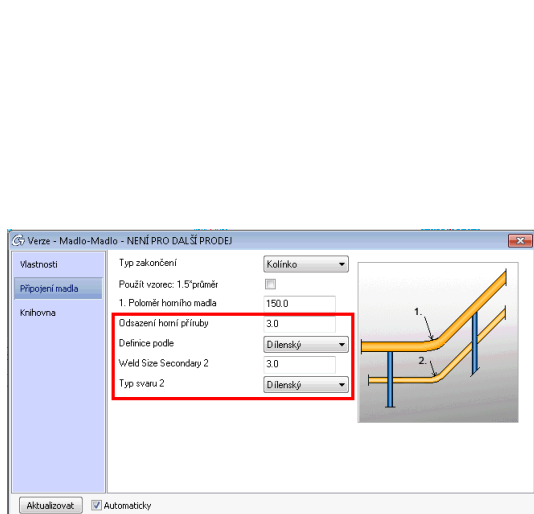 Verze - Madlo-Madlo - NENÍ PRO DALŠÍ PRODEJ
Vlastnosti
Připojení madla
Knihovna
Typ zakončení Kolínko
Použít vzorec: 1.5*průměr
1. Poloměr horního madla 150.0
Odsazení horní příruby 3.0
Definice podle Dílenský
Weld Size Secondary 2 3.0
Typ svaru 2 Dílenský
1.
2.
Aktualizovat Automaticky